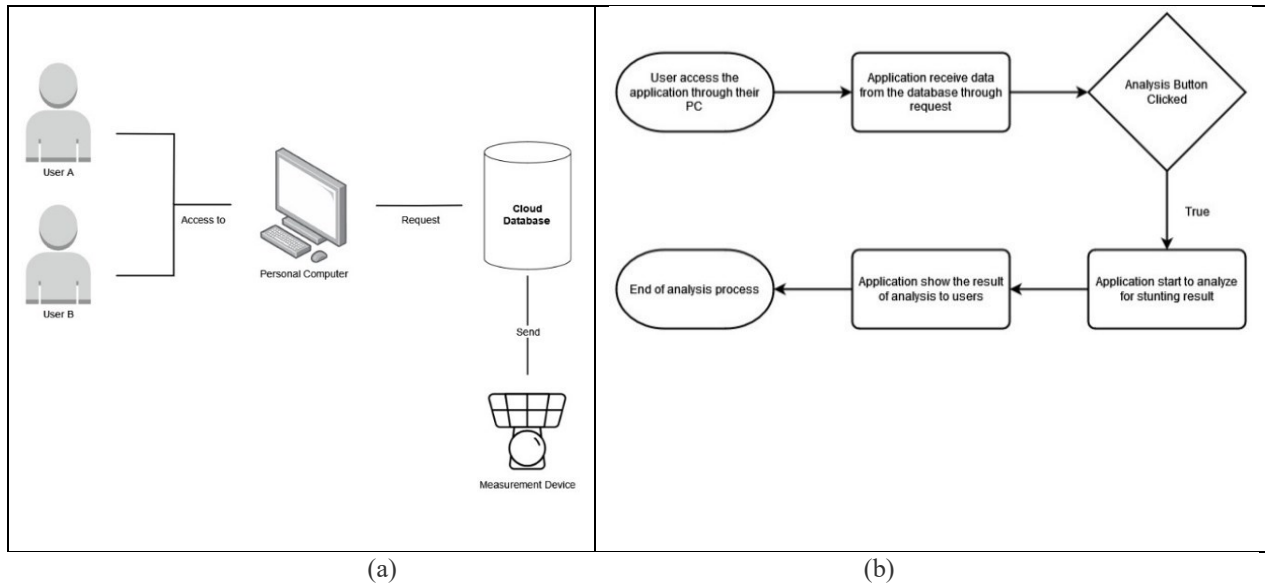 User A
User B
Access to
Personal Computer
Request
Cloud
Database
Send
Measurement Device
(a)
User access the
application through their
PC
Application receive data
from the database through
request
Analysis Button
Clicked
True
Application start to analyze
for stunting result
Application show the result
of analysis to users
End of analysis process
(b)